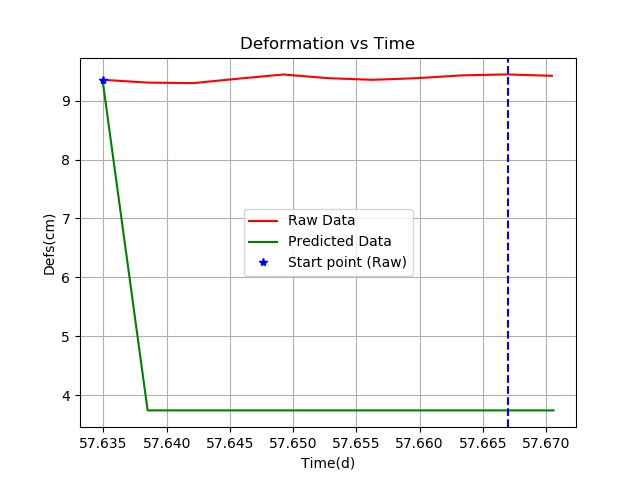 Deformation vs Time
Defs(cm)
9
8
7
6
5
4
Raw Data
Predicted Data
Start point (Raw)
57.635 57.640 57.645 57.650 57.655 57.660 57.665 57.670
Time(d)